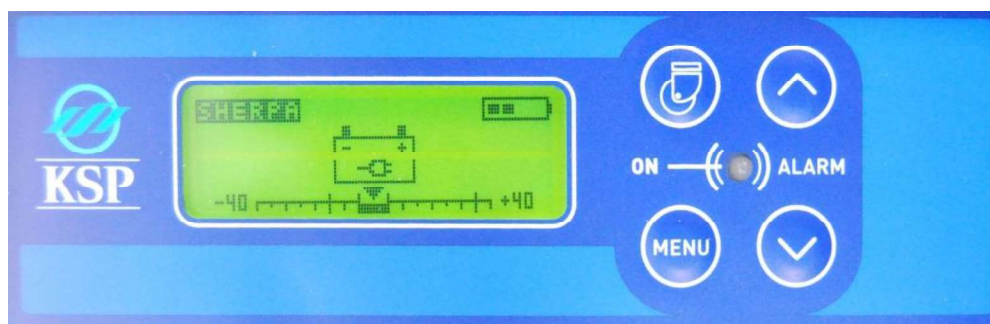 KSP
SHERPA
- +
-40 +40
ON ALARM
MENU